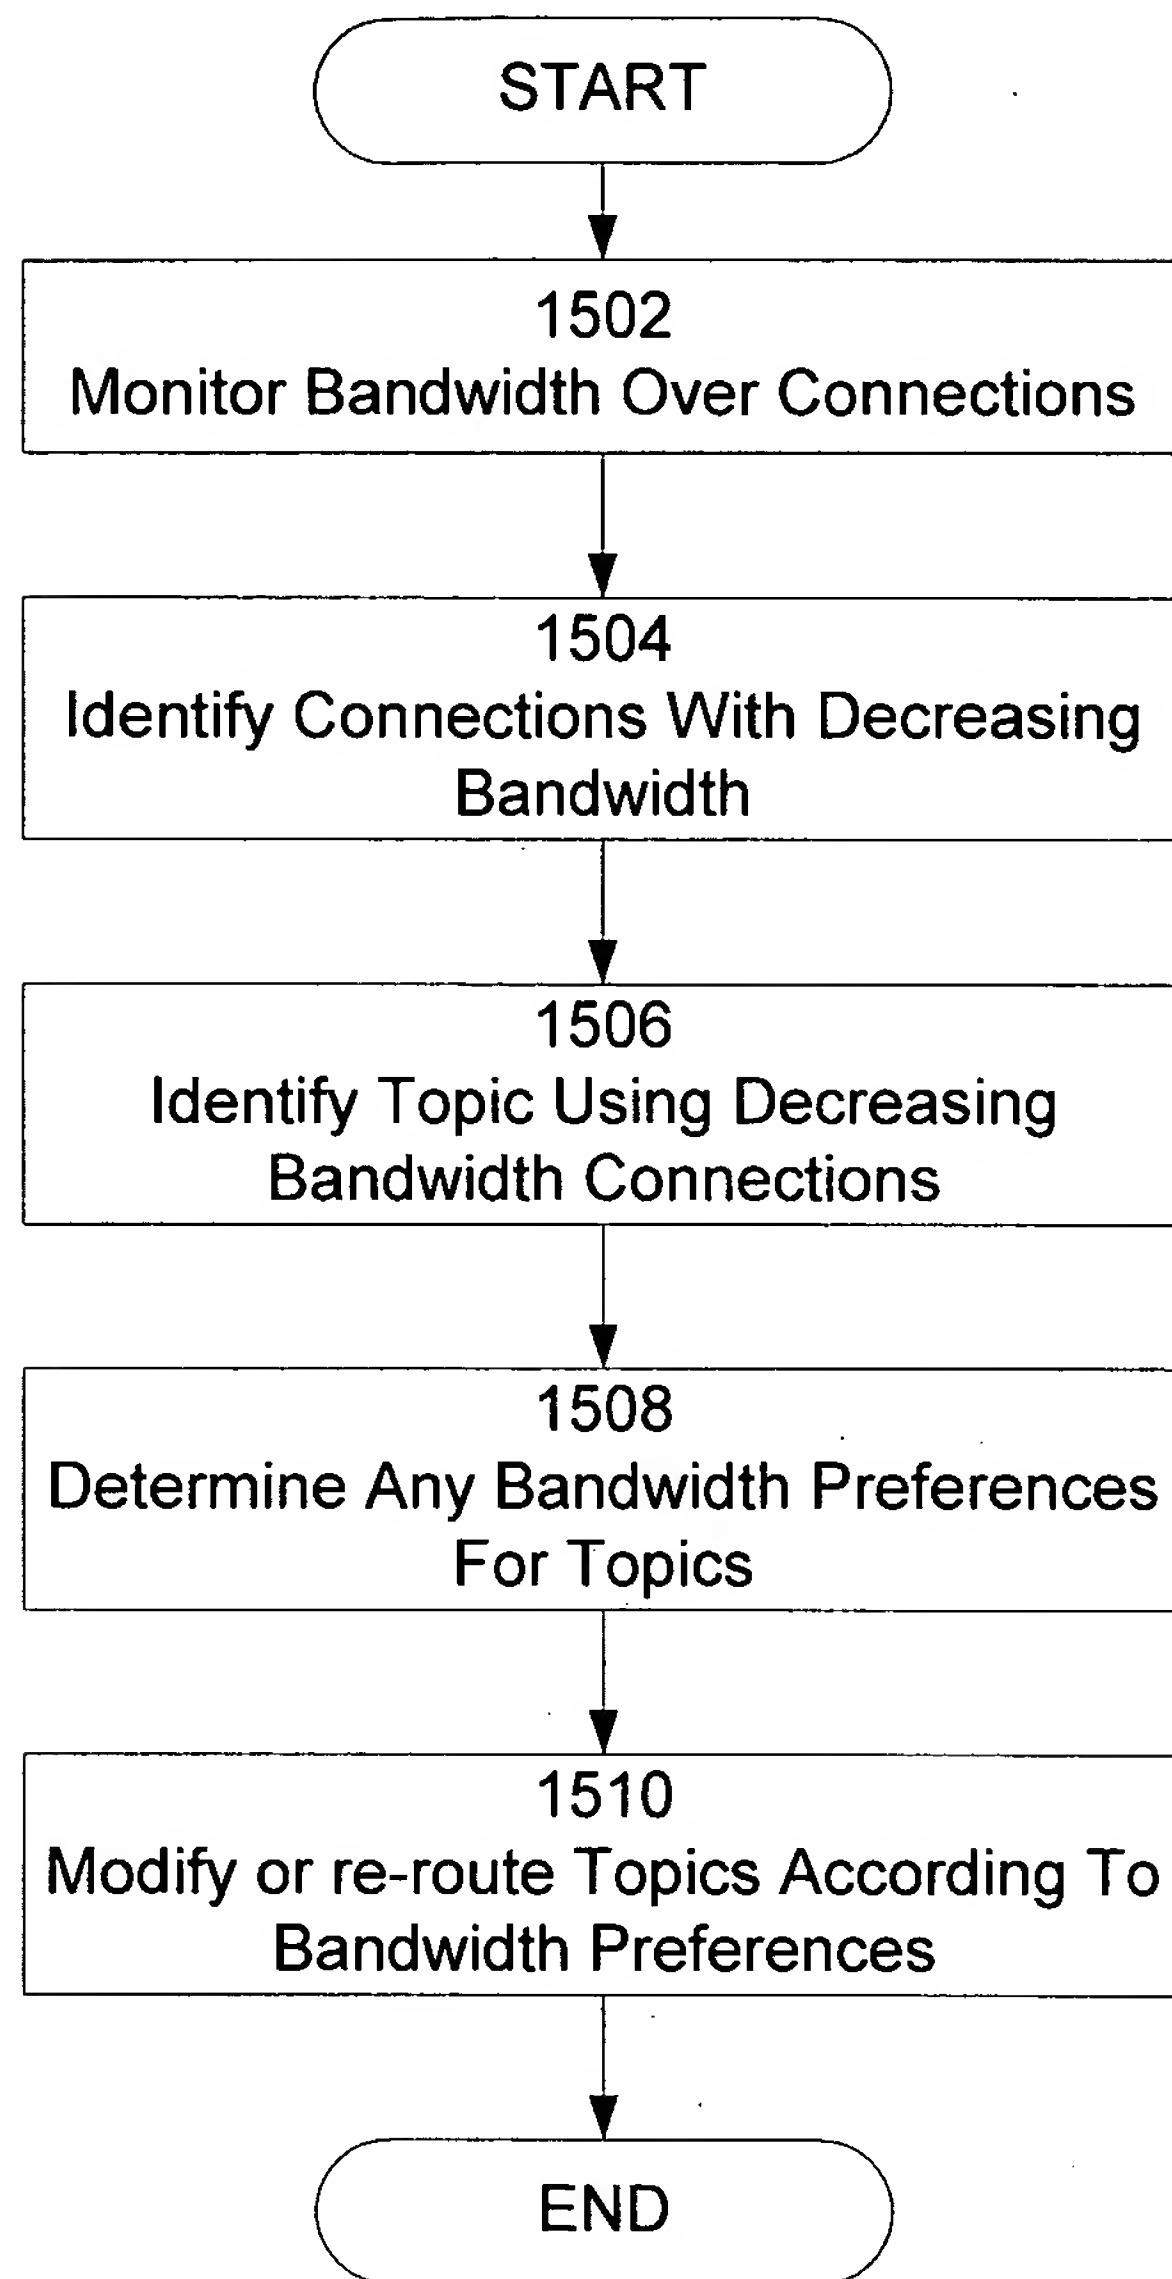 START
1502
Monitor Bandwidth Over Connections
1504
Identify Connections With Decreasing
Bandwidth
1506
Identify Topic Using Decreasing
Bandwidth Connections
1508
Determine Any Bandwidth Preferences
For Topics
1510
Modify or re-route Topics According To
Bandwidth Preferences
END